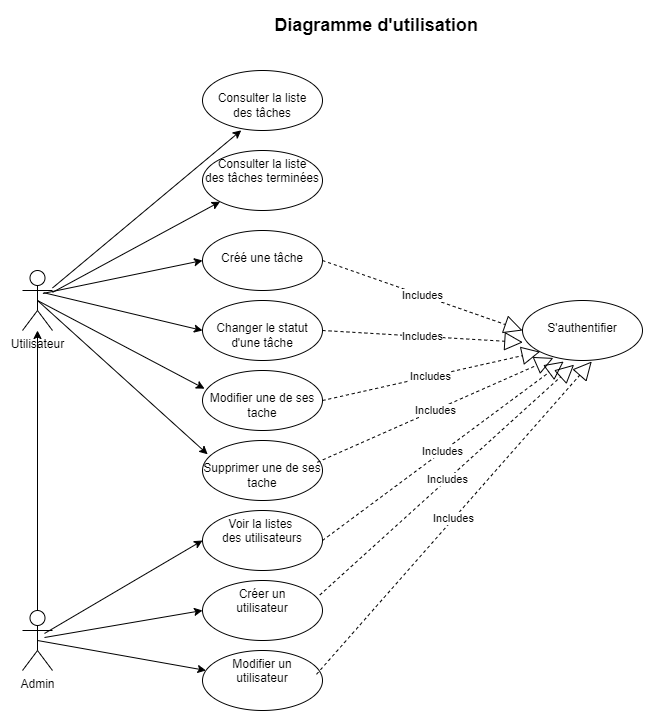 Diagramme d'utilisation
Consulter la liste
des tâches
Consulter la liste
des tâches terminées
Créé une tâche
Includes
S'authentifier
Changer le statut
d'une tâche
Includes
Utilisateur
Includes
Modifier une de ses
tache
Includes
Supprimer une de ses
tache
Includes
Includes
Voir la listes
des utilisateurs
Includes
Créer un
utilisateur
Modifier un
utilisateur
Admin